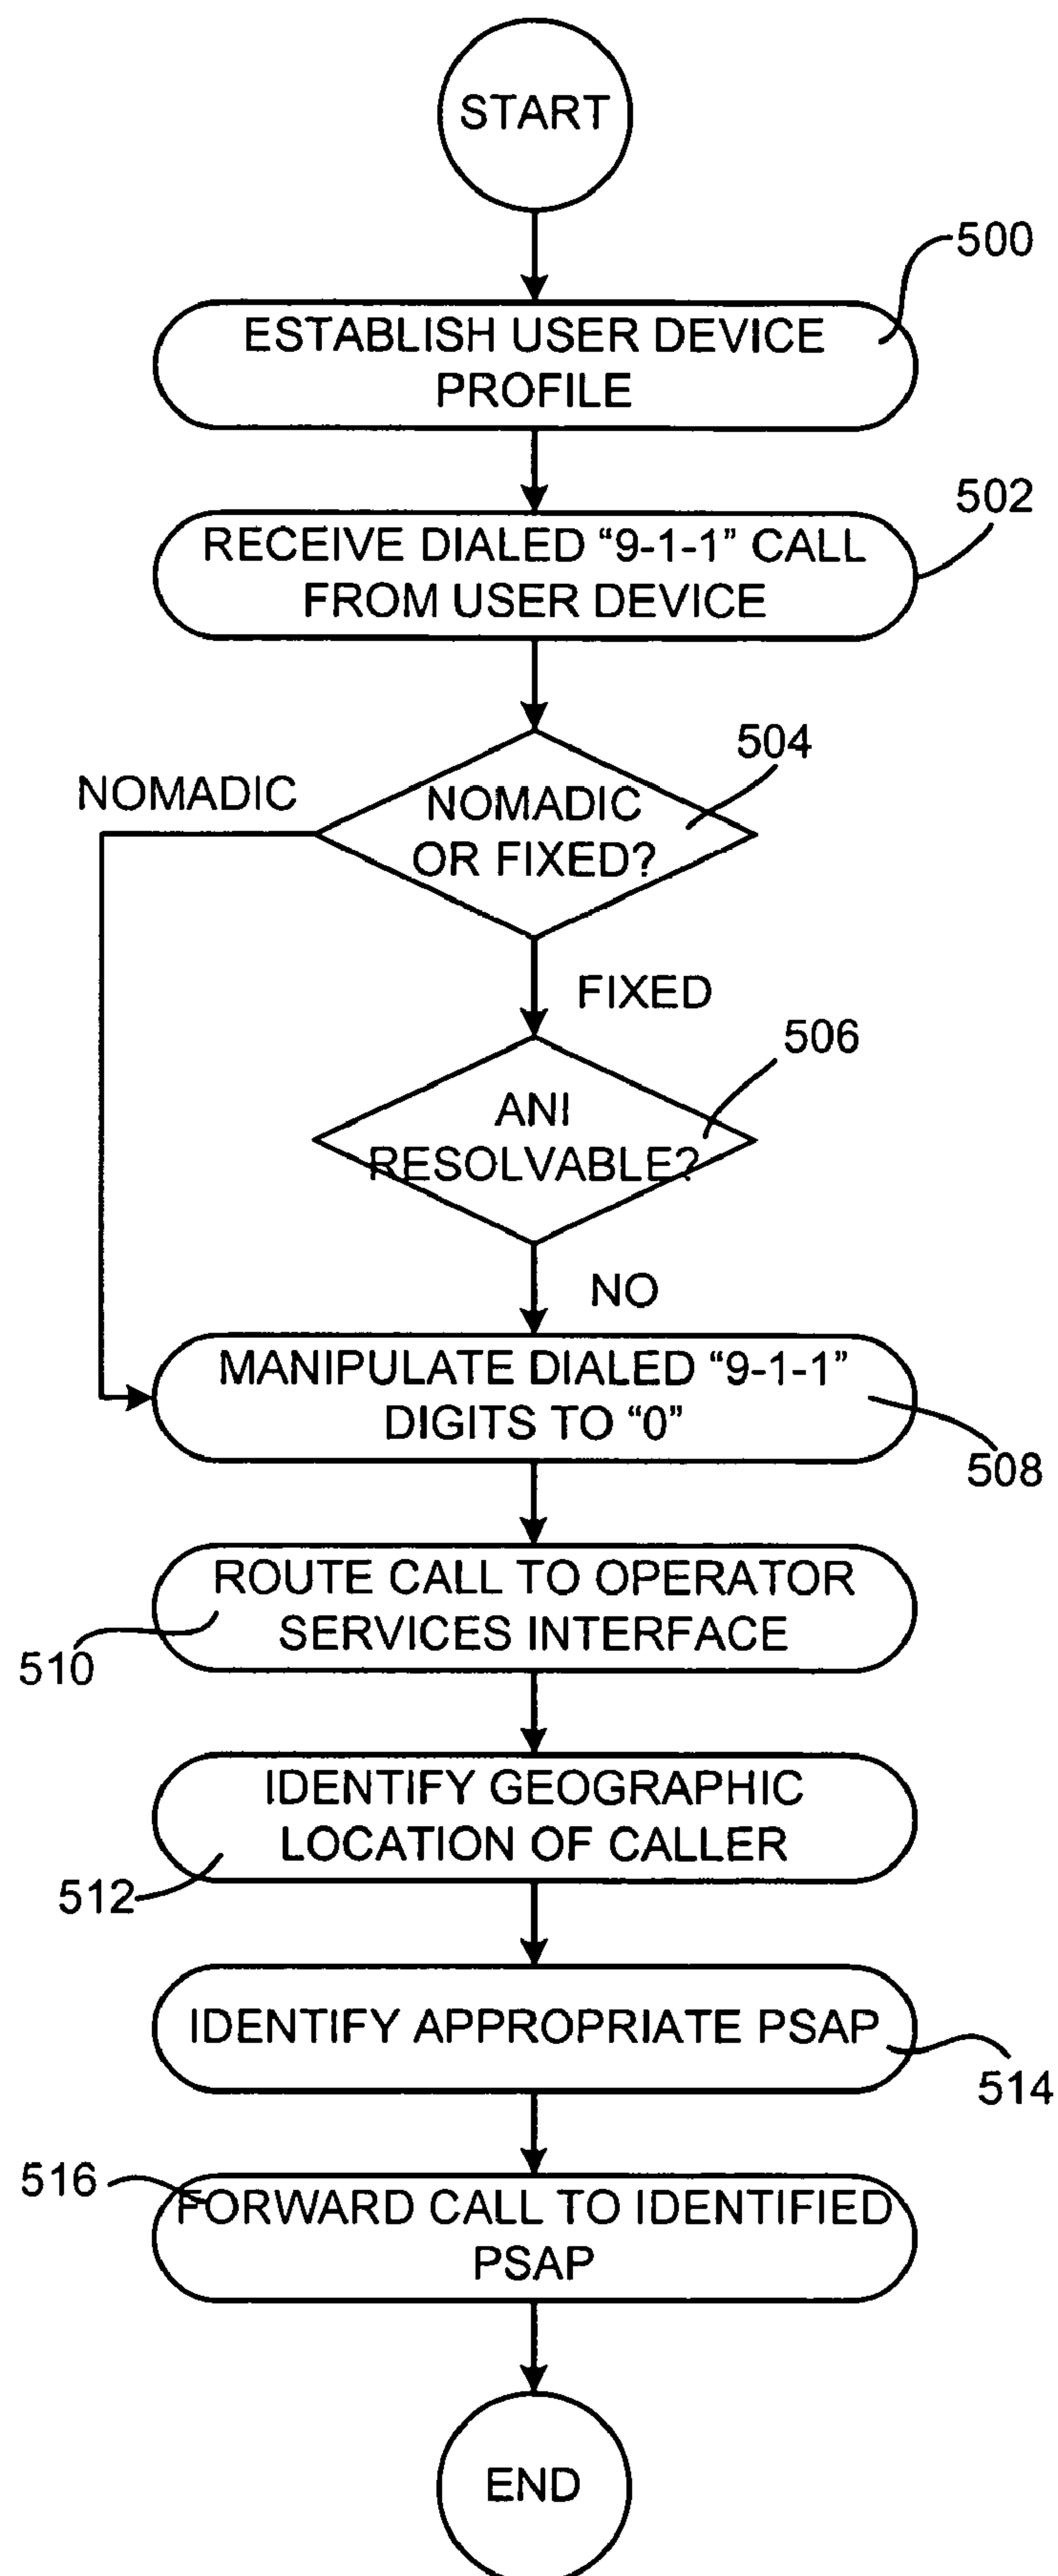 START
500
ESTABLISH USER DEVICE
PROFILE
502
RECEIVE DIALED “9-1-1” CALL
FROM USER DEVICE
504
NOMADIC
NOMADIC
OR FIXED?
FIXED
506
ANI
RESOLVABLE?
NO
MANIPULATE DIALED “9-1-1”
DIGITS TO “0”
508
ROUTE CALL TO OPERATOR
SERVICES INTERFACE
510
IDENTIFY GEOGRAPHIC
LOCATION OF CALLER
512
IDENTIFY APPROPRIATE PSAP
514
516
FORWARD CALL TO IDENTIFIED
PSAP
END